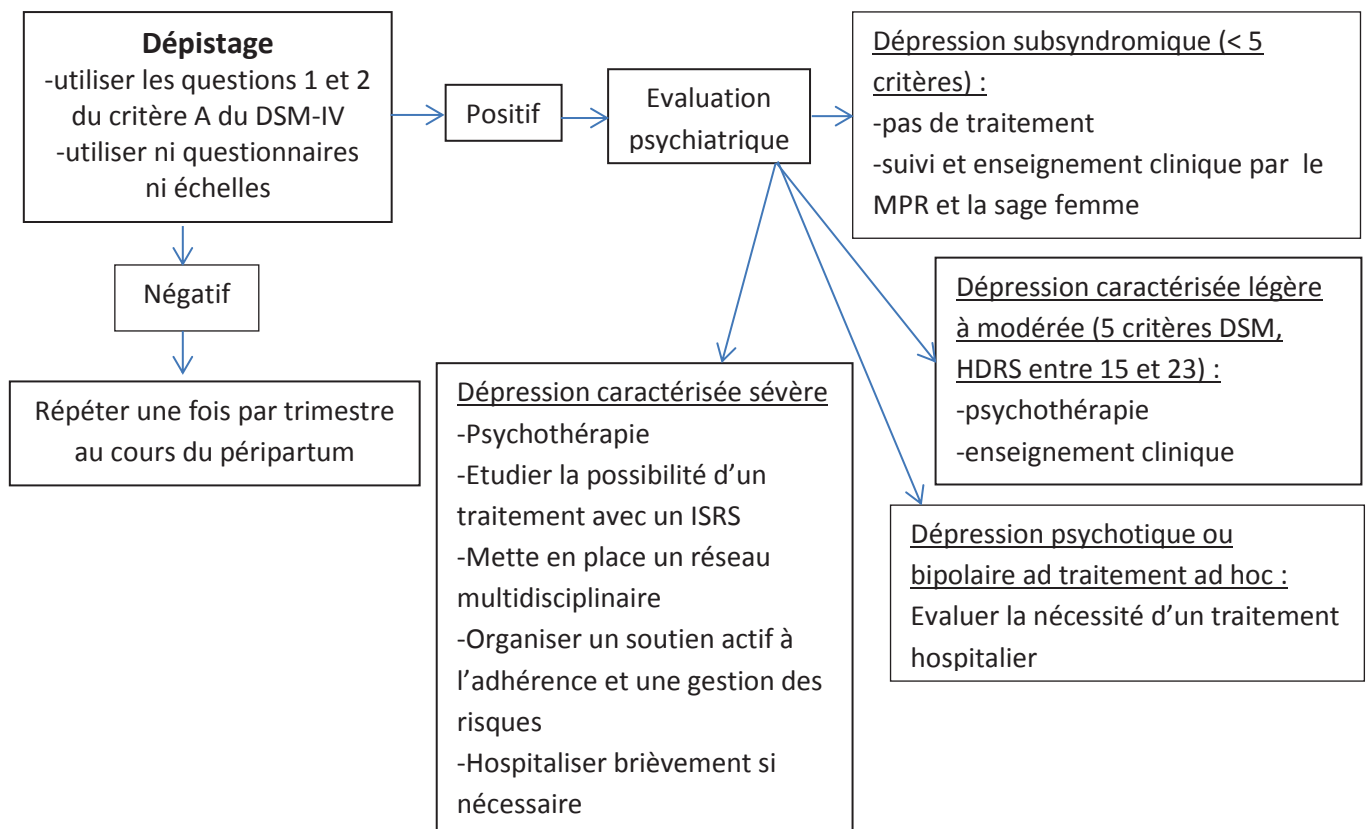 Dépistage
-utiliser les questions 1 et 2
du critère A du DSM-IV
-utiliser ni questionnaires
ni échelles
Positif
Evaluation
psychiatrique
Dépression subsyndromique (< 5
critères) :
-pas de traitement
-suivi et enseignement clinique par le
MPR et la sage femme
Négatif
Répéter une fois par trimestre
au cours du péripartum
Dépression caractérisée légère
à modérée (5 critères DSM,
HDRS entre 15 et 23) :
-psychothérapie
-enseignement clinique
Dépression caractérisée sévère
-Psychothérapie
-Etudier la possibilité d’un
traitement avec un ISRS
-Mette en place un réseau
multidisciplinaire
-Organiser un soutien actif à
l’adhérence et une gestion des
risques
-Hospitaliser brièvement si
nécessaire
Dépression psychotique ou
bipolaire ad traitement ad hoc :
Evaluer la nécessité d’un traitement
hospitalier